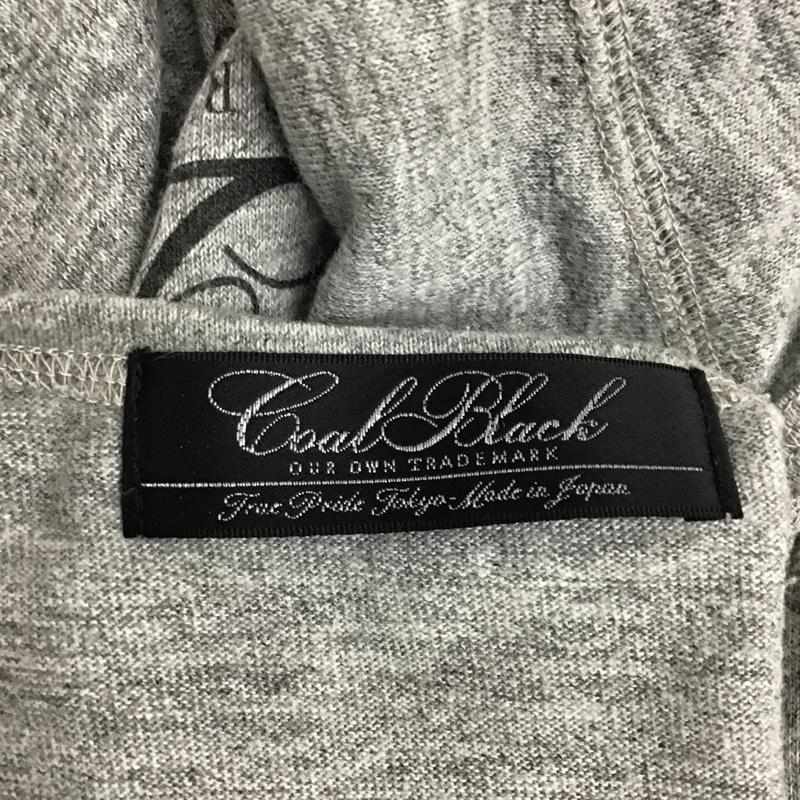 R
Coal Black
OUR OWN TRADEMARK
True Pride Tokyo-Made in Japan